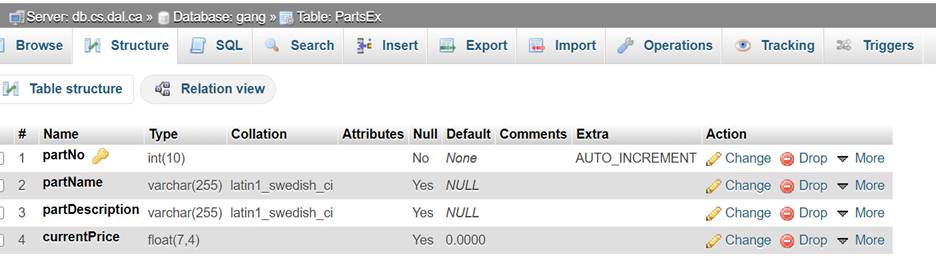 Server: db.cs.dal.ca » Database: gang » Table: PartsEx
Browse Structure SQL Search Insert Export Import Operations Tracking Triggers
Table structure Relation view
# Name Type Collation Attributes Null Default Comments Extra Action
1 partNo int(10) No None AUTO_INCREMENT Change Drop More
2 partName varchar(255) latin1_swedish_ci Yes NULL Change Drop More
3 partDescription varchar(255) latin1_swedish_ci Yes NULL Change Drop More
4 currentPrice float(7,4) Yes 0.0000 Change Drop More